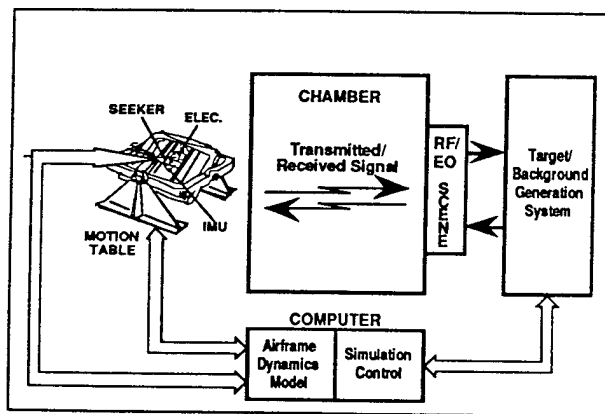 SEEKER
ELEC.
IMU
MOTION
TABLE
CHAMBER
Transmitted/
Received Signal
RF/
EO
SCENE
Target/
Background
Generation
System
COMPUTER
Airframe
Dynamics
Model
Simulation
Control